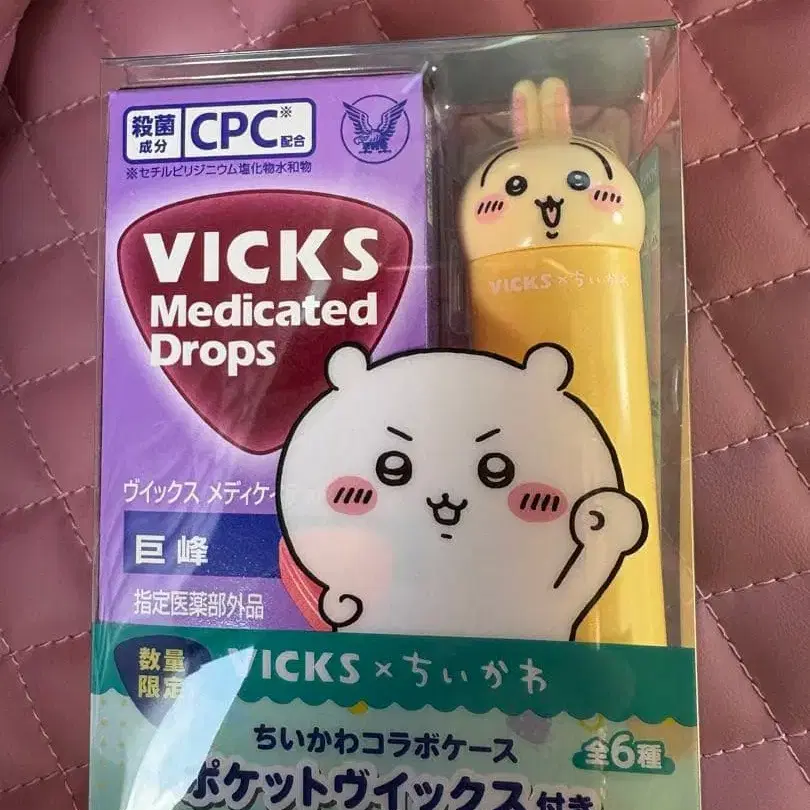 殺菌
成分
CPC※
配合
※セチルピリジニウム塩化物水和物
VICKS
Medicated
Drops
VICKS×ちいかわ
ヴイックス メディケイ
巨峰
指定医薬部外品
数量
限定
VICKS×ちいかわ
ちいかわコラボケース
全6種
ポケットヴイックス付き